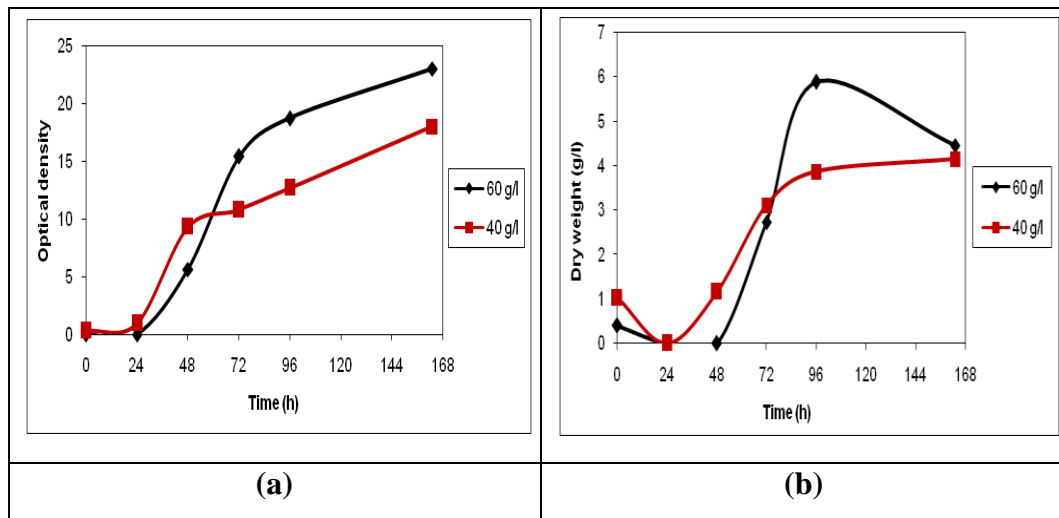 25
20
15
10
5
0
Optical density
0 24 48 72 96 120 144 168
Time (h)
60 g/l
40 g/l
(a)
7
6
5
4
3
2
1
0
Dry weight (g/l)
0 24 48 72 96 120 144 168
Time (h)
60 g/l
40 g/l
(b)